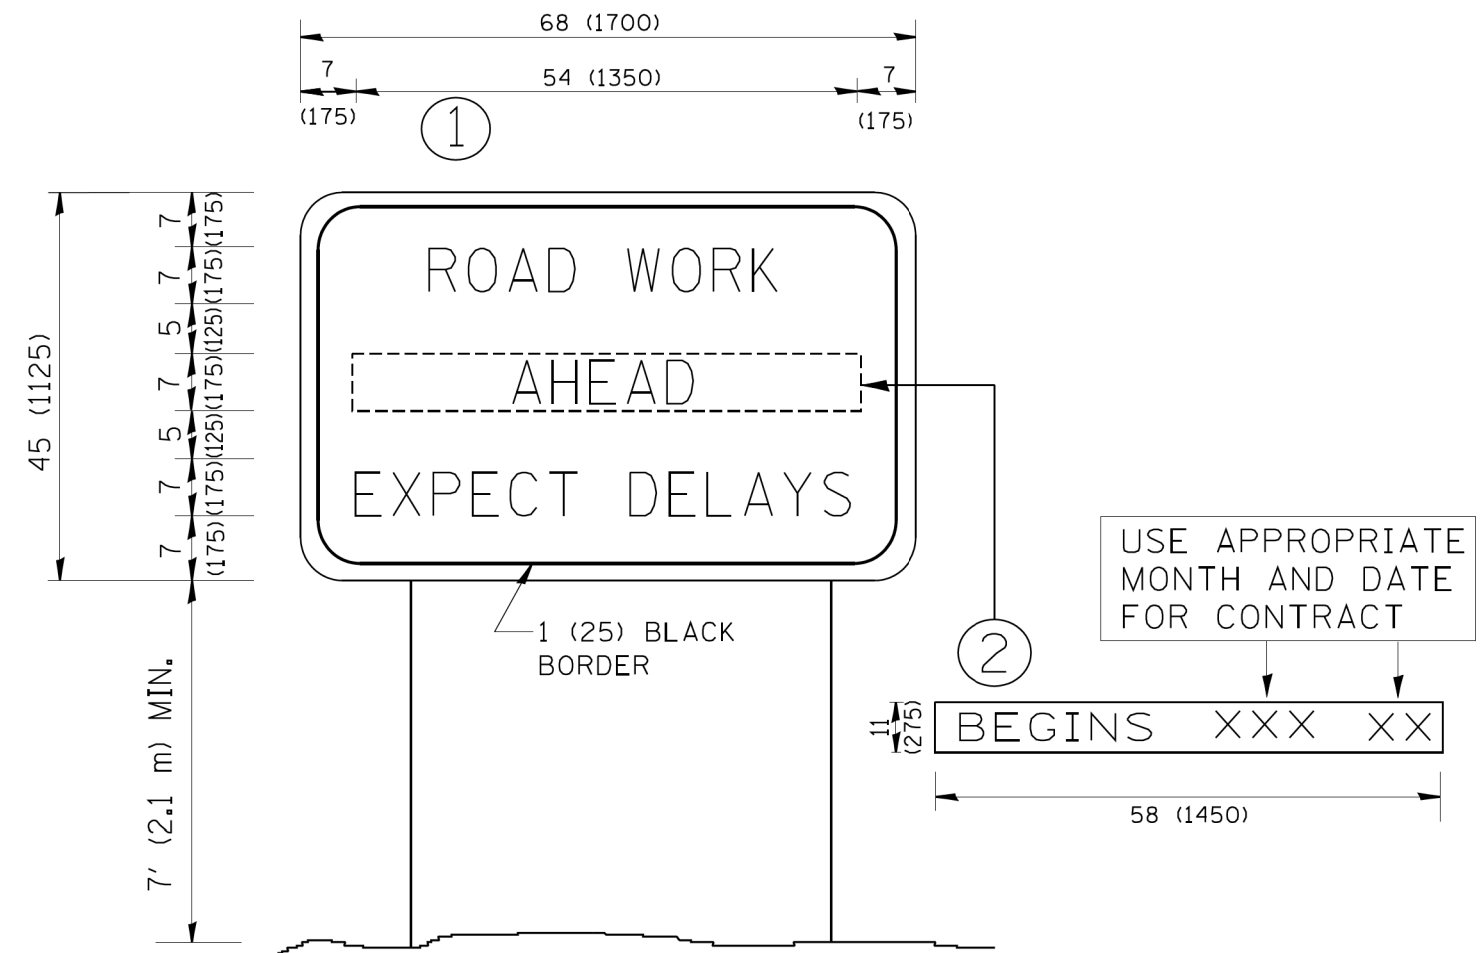 68 (1700)
7
54 (1350)
7
(175)
(175)
1
7 (175)
7 (175)
5 (125)
7 (175)
5 (125)
7 (175)
7 (175)
45 (1125)
ROAD WORK
AHEAD
EXPECT DELAYS
1 (25) BLACK
BORDER
7' (2.1 m) MIN.
2
USE APPROPRIATE
MONTH AND DATE
FOR CONTRACT
11
(275)
BEGINS XXX XX
58 (1450)